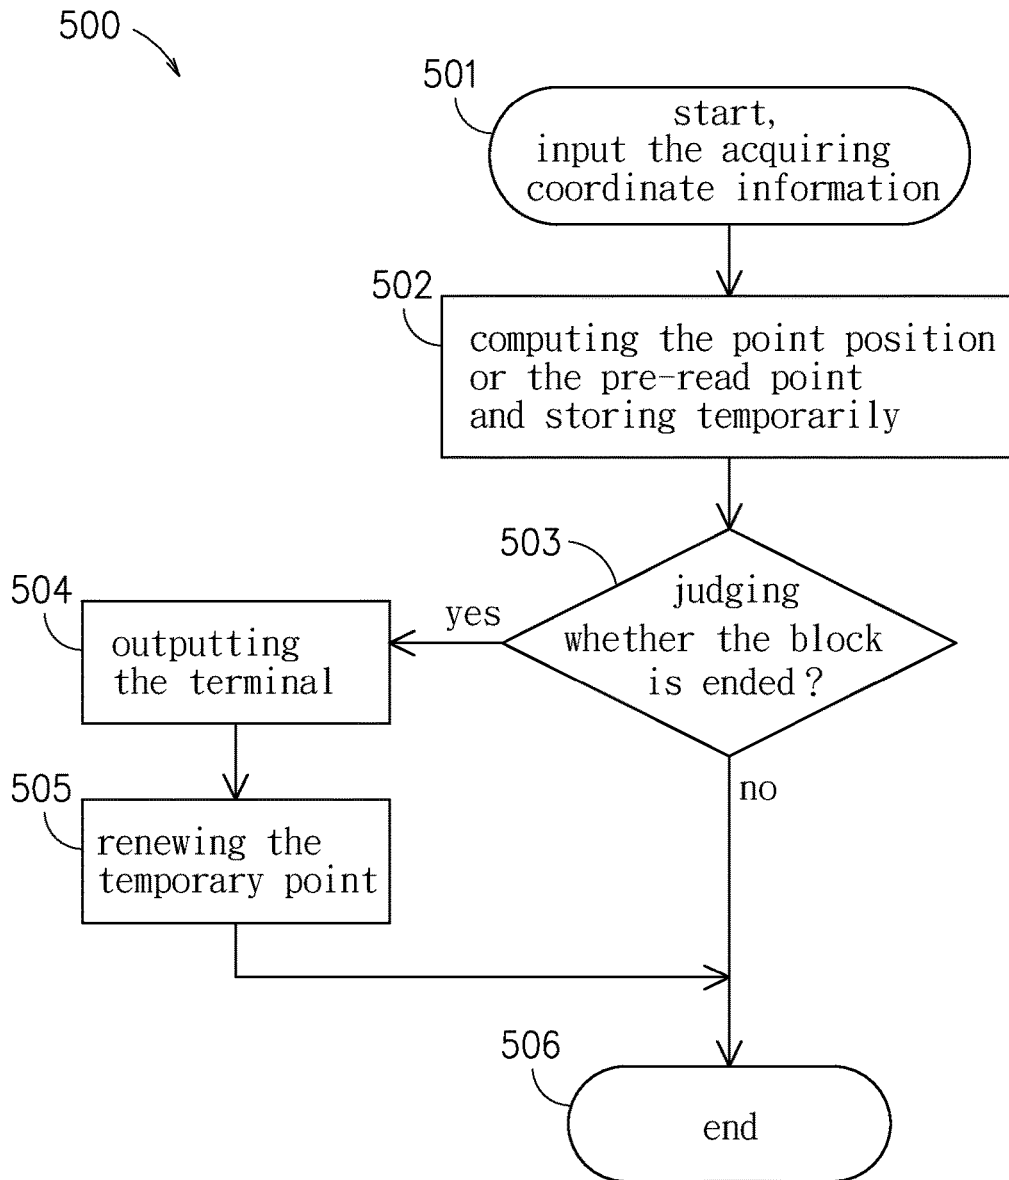 500
501
start,
input the acquiring
coordinate information
502
computing the point position
or the pre-read point
and storing temporarily
503
judging
whether the block
is ended?
yes
504
outputting
the terminal
no
505
renewing the
temporary point
506
end